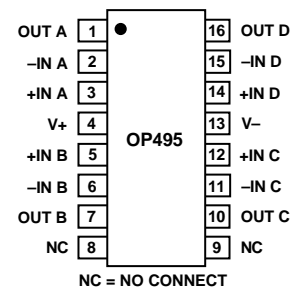 OUT A 1 16 OUT D
–IN A 2 15 –IN D
+IN A 3 14 +IN D
V+ 4 13 V–
OP495
+IN B 5 12 +IN C
–IN B 6 11 –IN C
OUT B 7 10 OUT C
NC 8 9 NC
NC = NO CONNECT